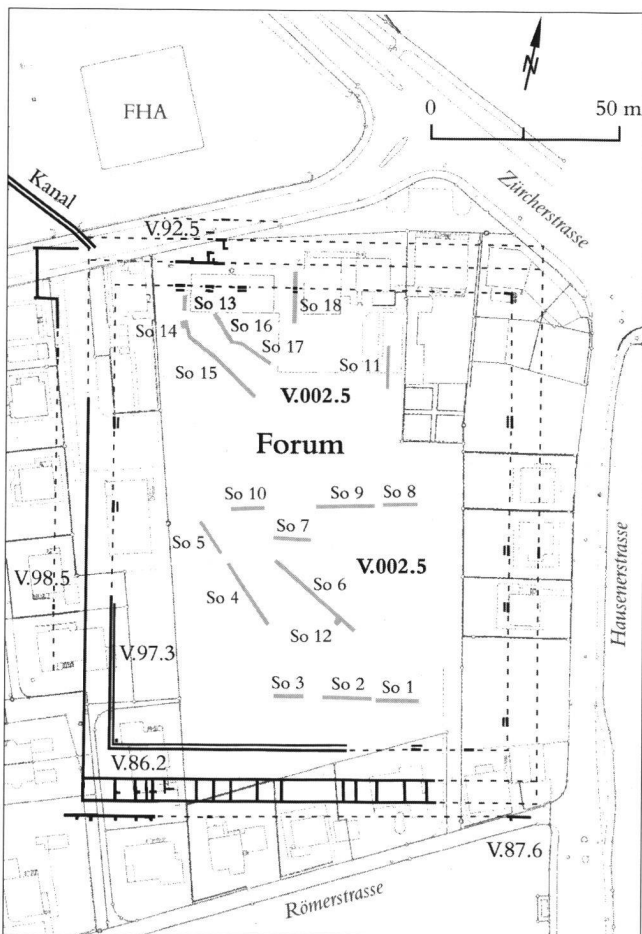 N
0 50 m
FHA
Kanal
Zürcherstrasse
V.92.5
So 13
So 18
So 14
So 16
So 17
So 15
So 11
V.002.5
Forum
So 10
So 9
So 8
So 7
So 5
V.002.5
So 6
V.98.5
So 4
So 12
Hausenerstrasse
V.97.3
So 3
So 2
So 1
V.86.2
V.87.6
Römerstrasse